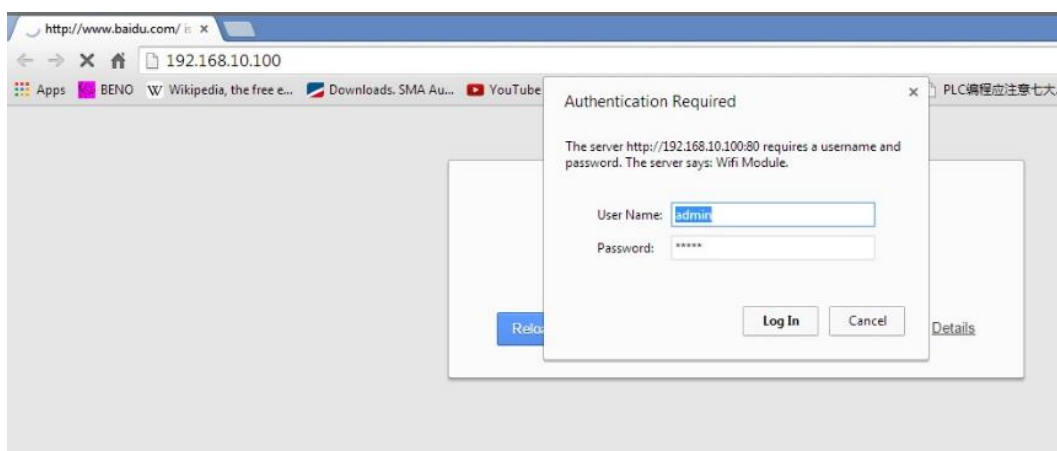 http://www.baidu.com/ is
192.168.10.100
Apps BENO W Wikipedia, the free e... Downloads. SMA Au... YouTube PLC编程应注意七大
Authentication Required
The server http://192.168.10.100:80 requires a username and
password. The server says: Wifi Module.
User Name: admin
Password: *****
Log In Cancel
Reloa
Details